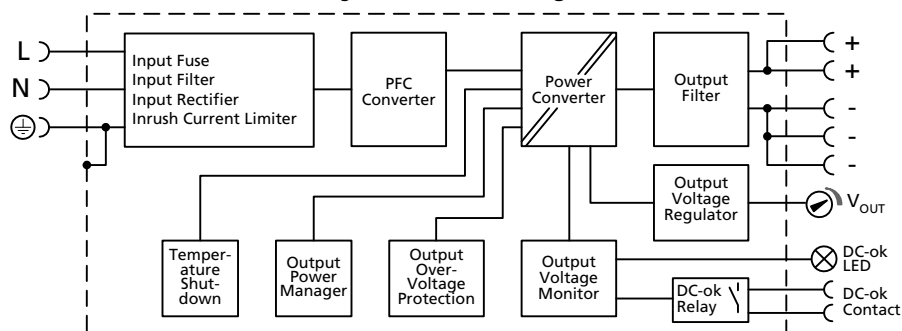 L
N
Input Fuse
Input Filter
Input Rectifier
Inrush Current Limiter
PFC
Converter
Power
Converter
Output
Filter
+
+
-
-
-
Output
Voltage
Regulator
VOUT
Temper-
ature
Shut-
down
Output
Power
Manager
Output
Over-
Voltage
Protection
Output
Voltage
Monitor
DC-ok
LED
DC-ok
Relay
DC-ok
Contact